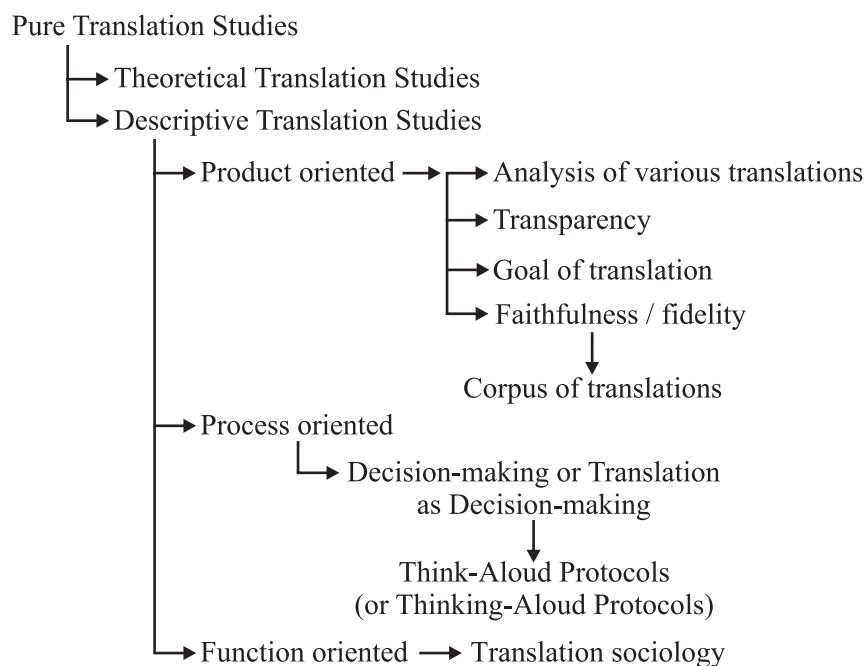 Pure Translation Studies
Theoretical Translation Studies
Descriptive Translation Studies
Product oriented
Analysis of various translations
Transparency
Goal of translation
Faithfulness / fidelity
Corpus of translations
Process oriented
Decision-making or Translation
as Decision-making
Think-Aloud Protocols
(or Thinking-Aloud Protocols)
Function oriented
Translation sociology